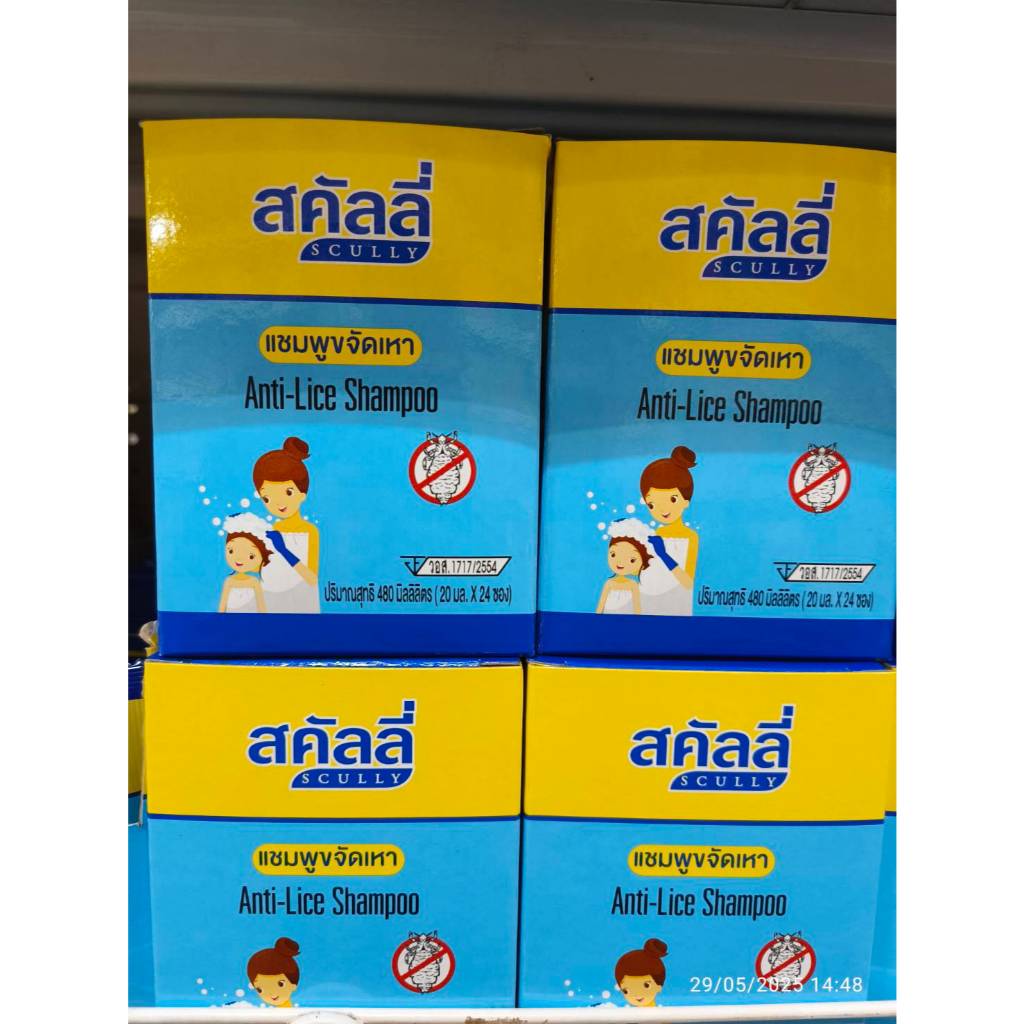 สคัลลี่
SCULLY
แชมพูขจัดเหา
Anti-Lice Shampoo
วอส.1717/2554
ปริมาณสุทธิ 480 มิลลิลิตร (20 มล. X 24 ซอง)
สคัลลี่
SCULLY
แชมพูขจัดเหา
Anti-Lice Shampoo
วอส.1717/2554
ปริมาณสุทธิ 480 มิลลิลิตร (20 มล. X 24 ซอง)
สคัลลี่
SCULLY
แชมพูขจัดเหา
Anti-Lice Shampoo
สคัลลี่
SCULLY
แชมพูขจัดเหา
Anti-Lice Shampoo
29/05/2025 14:48